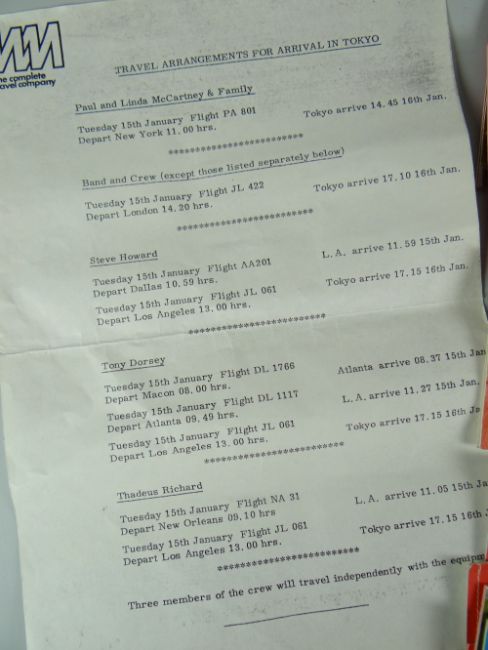 the complete
travel company
TRAVEL ARRANGEMENTS FOR ARRIVAL IN TOKYO
Paul and Linda McCartney & Family
Tuesday 15th January Flight PA 801 Tokyo arrive 14.45 16th Jan.
Depart New York 11.00 hrs.
*************************
Band and Crew (except those listed separately below)
Tuesday 15th January Flight JL 422 Tokyo arrive 17.10 16th Jan.
Depart London 14.20 hrs.
*************************
Steve Howard
Tuesday 15th January Flight AA201 L.A. arrive 11.59 15th Jan.
Depart Dallas 10.59 hrs.
Tuesday 15th January Flight JL 061 Tokyo arrive 17.15 16th Jan.
Depart Los Angeles 13.00 hrs.
*************************
Tony Dorsey
Tuesday 15th January Flight DL 1766 Atlanta arrive 08.37 15th Jan
Depart Macon 08.00 hrs.
Tuesday 15th January Flight DL 1117 L.A. arrive 11.27 15th Jan.
Depart Atlanta 09.49 hrs.
Tuesday 15th January Flight JL 061 Tokyo arrive 17.15 16th Ja
Depart Los Angeles 13.00 hrs.
*************************
Thadeus Richard
Tuesday 15th January Flight NA 31 L.A. arrive 11.05 15th Ja
Depart New Orleans 09.10 hrs
Tuesday 15th January Flight JL 061 Tokyo arrive 17.15 16th J
Depart Los Angeles 13.00 hrs.
*************************
Three members of the crew will travel independently with the equipm